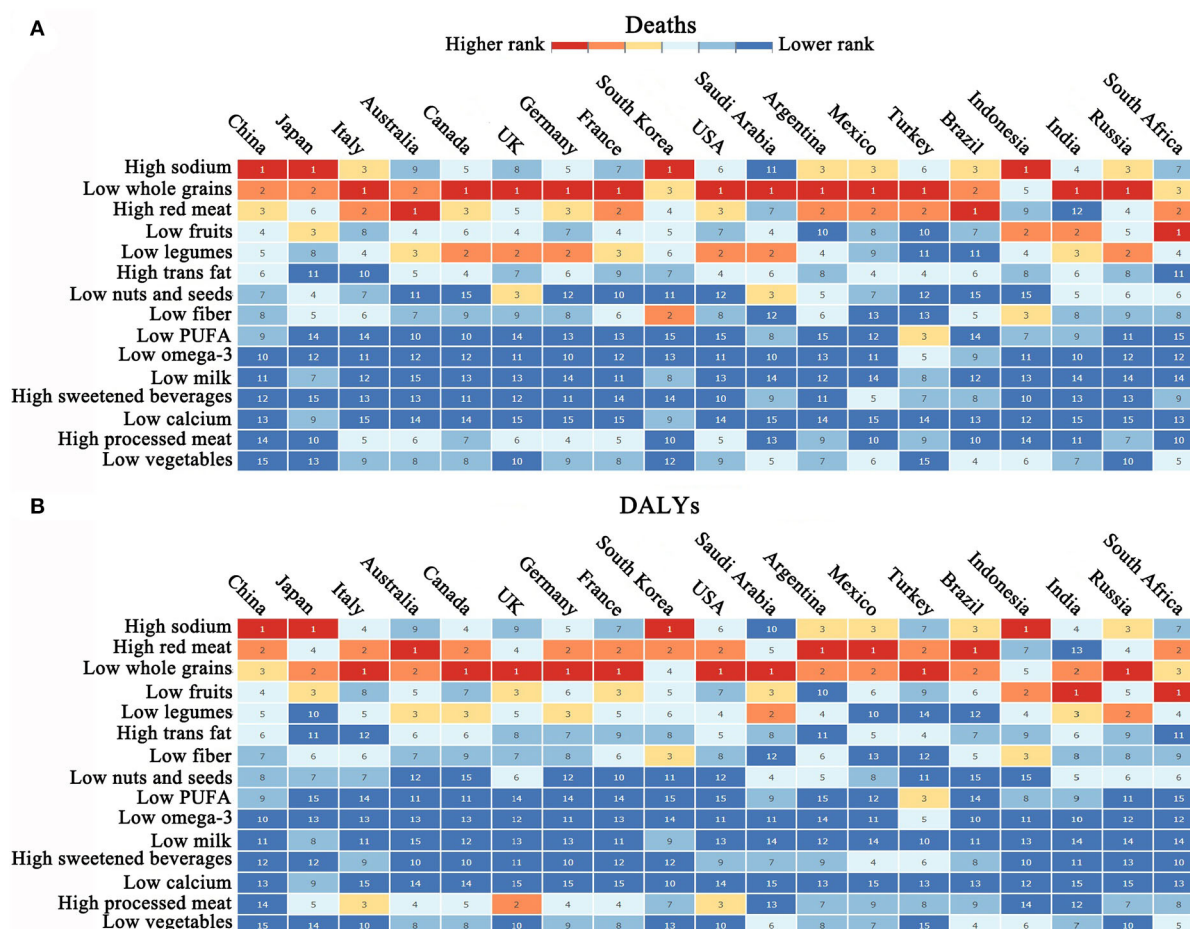 A
Deaths
Higher rank Lower rank
China Japan Italy Australia Canada UK Germany France South Korea USA Saudi Arabia Argentina Mexico Turkey Brazil Indonesia India Russia South Africa
High sodium 1 1 3 9 5 8 5 7 1 6 11 3 3 6 3 1 4 3 7
Low whole grains 2 2 1 2 1 1 1 1 3 1 1 1 1 1 2 5 1 1 3
High red meat 3 6 2 1 3 5 3 2 4 3 7 2 2 2 1 9 12 4 2
Low fruits 4 3 8 4 6 4 7 4 5 7 4 10 8 10 7 2 2 5 1
Low legumes 5 8 4 3 2 2 2 3 6 2 2 4 9 11 11 4 3 2 4
High trans fat 6 11 10 5 4 7 6 9 7 4 6 8 4 4 6 8 6 8 11
Low nuts and seeds 7 4 7 11 15 3 12 10 11 12 3 5 7 12 15 15 5 6 6
Low fiber 8 5 6 7 9 9 8 6 2 8 12 6 13 13 5 3 8 9 8
Low PUFA 9 14 14 10 10 14 13 13 15 15 8 15 12 3 14 7 9 11 15
Low omega-3 10 12 11 12 12 11 10 12 13 11 10 13 11 5 9 11 10 12 12
Low milk 11 7 12 15 13 13 14 11 8 13 14 12 14 8 12 13 14 14 14
High sweetened beverages 12 15 13 13 11 12 11 14 14 10 9 11 5 7 8 10 13 13 9
Low calcium 13 9 15 14 14 15 15 15 9 14 15 14 15 14 13 12 15 15 13
High processed meat 14 10 5 6 7 6 4 5 10 5 13 9 10 9 10 14 11 7 10
Low vegetables 15 13 9 8 8 10 9 8 12 9 5 7 6 15 4 6 7 10 5
B
DALYs
China Japan Italy Australia Canada UK Germany France South Korea USA Saudi Arabia Argentina Mexico Turkey Brazil Indonesia India Russia South Africa
High sodium 1 1 4 9 4 9 5 7 1 6 10 3 3 7 3 1 4 3 7
High red meat 2 4 2 1 2 4 2 2 2 2 5 1 1 2 1 7 13 4 2
Low whole grains 3 2 1 2 1 1 1 1 4 1 1 2 2 1 2 5 2 1 3
Low fruits 4 3 8 5 7 3 6 3 5 7 3 10 6 9 6 2 1 5 1
Low legumes 5 10 5 3 3 5 3 5 6 4 2 4 10 14 12 4 3 2 4
High trans fat 6 11 12 6 6 8 7 9 8 5 8 11 5 4 7 9 6 9 11
Low fiber 7 6 6 7 9 7 8 6 3 8 12 6 13 12 5 3 8 8 9
Low nuts and seeds 8 7 7 12 15 6 12 10 11 12 4 5 8 11 15 15 5 6 6
Low PUFA 9 15 14 11 11 14 14 14 15 15 9 15 12 3 14 8 9 11 15
Low omega-3 10 13 13 13 13 12 11 13 14 11 11 14 11 5 10 11 10 12 12
Low milk 11 8 11 15 12 13 13 11 9 13 14 12 14 10 11 13 14 14 14
High sweetened beverages 12 12 9 10 10 11 10 12 12 9 7 9 4 6 8 10 11 13 10
Low calcium 13 9 15 14 14 15 15 15 10 14 15 13 15 13 13 12 15 15 13
High processed meat 14 5 3 4 5 2 4 4 7 3 13 7 9 8 9 14 12 7 8
Low vegetables 15 14 10 8 8 10 9 8 13 10 6 8 7 15 4 6 7 10 5